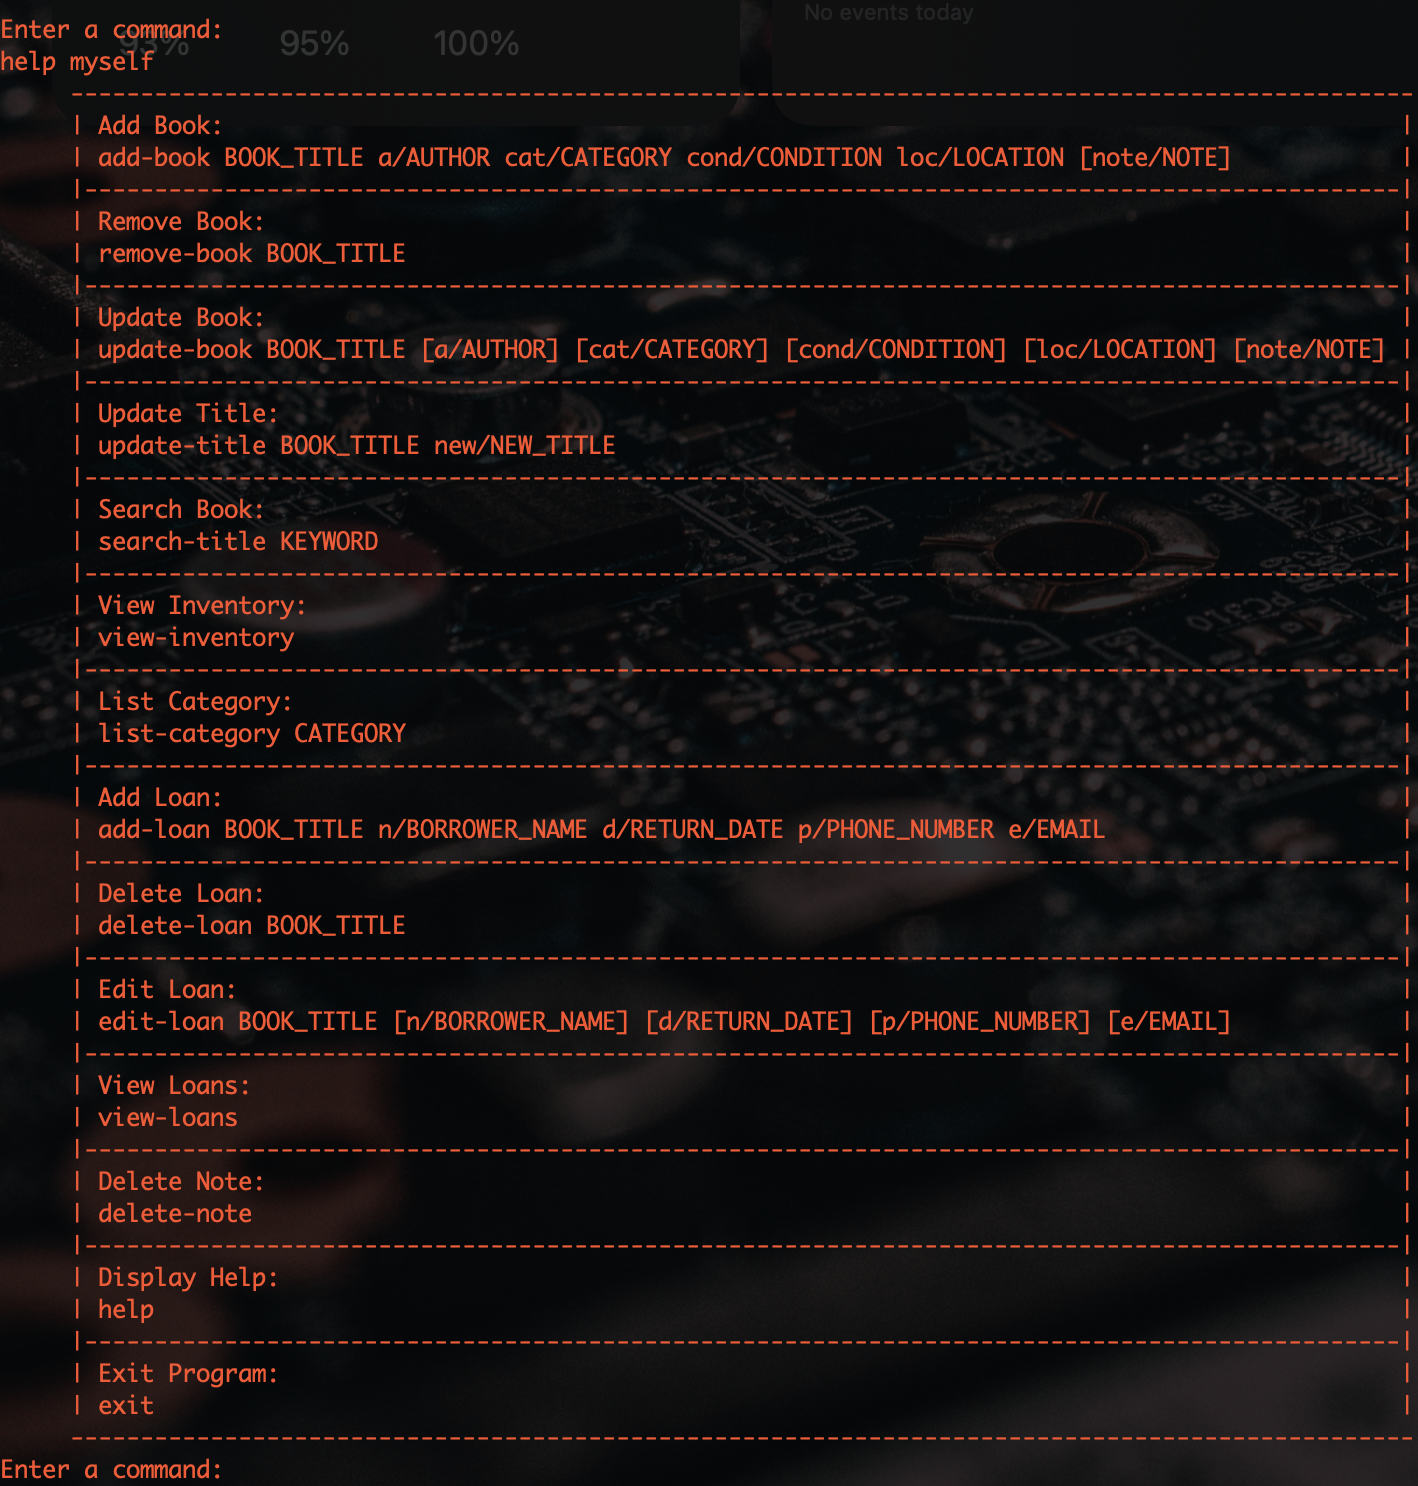 No events today
Enter a command:
93% 95% 100%
help myself
------------------------------------------------------------------------------------------------
| Add Book: |
| add-book BOOK_TITLE a/AUTHOR cat/CATEGORY cond/CONDITION loc/LOCATION [note/NOTE] |
|----------------------------------------------------------------------------------------------|
| Remove Book: |
| remove-book BOOK_TITLE |
|----------------------------------------------------------------------------------------------|
| Update Book: |
| update-book BOOK_TITLE [a/AUTHOR] [cat/CATEGORY] [cond/CONDITION] [loc/LOCATION] [note/NOTE] |
|----------------------------------------------------------------------------------------------|
| Update Title: |
| update-title BOOK_TITLE new/NEW_TITLE |
|----------------------------------------------------------------------------------------------|
| Search Book: |
| search-title KEYWORD |
|----------------------------------------------------------------------------------------------|
| View Inventory: |
| view-inventory |
|----------------------------------------------------------------------------------------------|
| List Category: |
| list-category CATEGORY |
|----------------------------------------------------------------------------------------------|
| Add Loan: |
| add-loan BOOK_TITLE n/BORROWER_NAME d/RETURN_DATE p/PHONE_NUMBER e/EMAIL |
|----------------------------------------------------------------------------------------------|
| Delete Loan: |
| delete-loan BOOK_TITLE |
|----------------------------------------------------------------------------------------------|
| Edit Loan: |
| edit-loan BOOK_TITLE [n/BORROWER_NAME] [d/RETURN_DATE] [p/PHONE_NUMBER] [e/EMAIL] |
|----------------------------------------------------------------------------------------------|
| View Loans: |
| view-loans |
|----------------------------------------------------------------------------------------------|
| Delete Note: |
| delete-note |
|----------------------------------------------------------------------------------------------|
| Display Help: |
| help |
|----------------------------------------------------------------------------------------------|
| Exit Program: |
| exit |
------------------------------------------------------------------------------------------------
Enter a command: